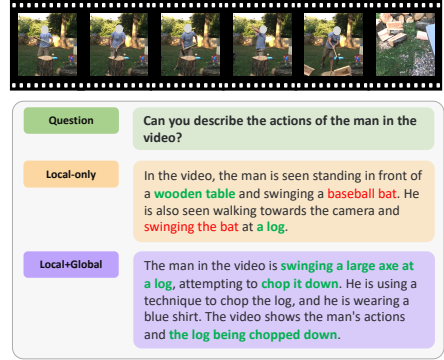 Question
Can you describe the actions of the man in the
video?
Local-only
In the video, the man is seen standing in front of
a wooden table and swinging a baseball bat. He
is also seen walking towards the camera and
swinging the bat at a log.
Local+Global
The man in the video is swinging a large axe at
a log, attempting to chop it down. He is using a
technique to chop the log, and he is wearing a
blue shirt. The video shows the man's actions
and the log being chopped down.